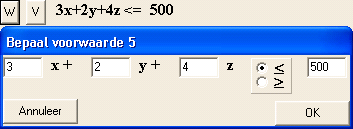 W V 3x+2y+4z <= 500
Bepaal voorwaarde 5
3 x + 2 y + 4 z ≤ 500
≥
Annuleer OK